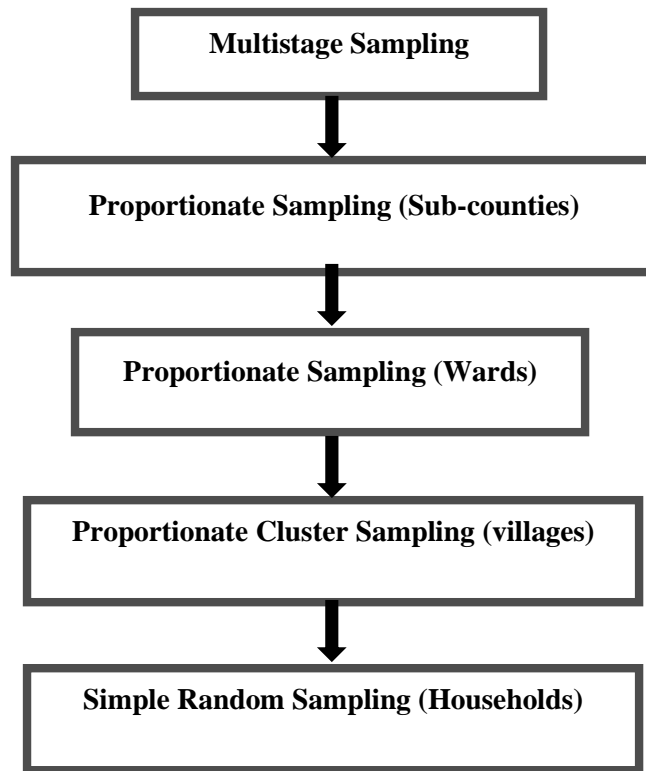 Multistage Sampling
Proportionate Sampling (Sub-counties)
Proportionate Sampling (Wards)
Proportionate Cluster Sampling (villages)
Simple Random Sampling (Households)